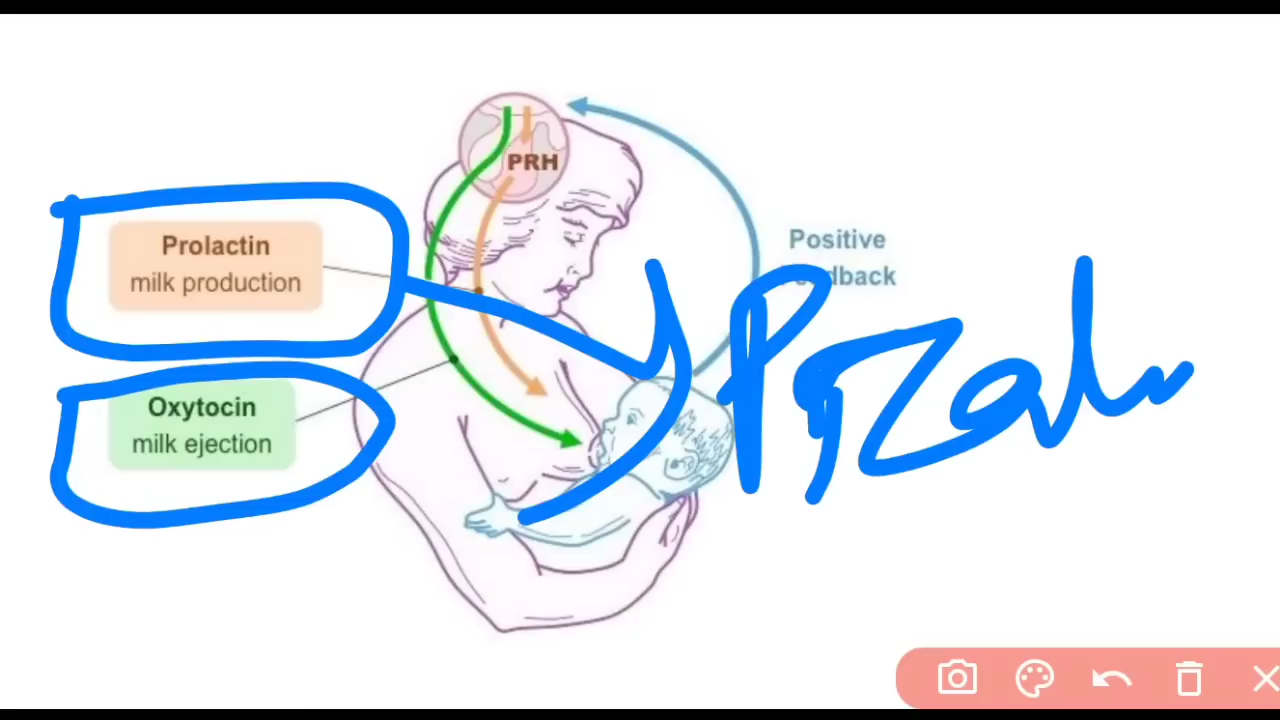 PRH
Positive
Prolactin
milk production
Oxytocin
milk ejection